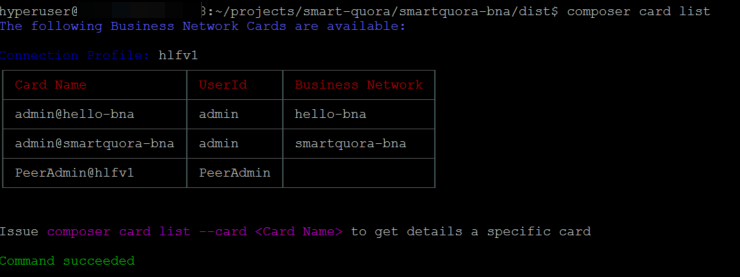 hyperuser@ 8:~/projects/smart-quora/smartquora-bna/dist$ composer card list
The following Business Network Cards are available:
Connection Profile: hlfv1
Card Name UserId Business Network
admin@hello-bna admin hello-bna
admin@smartquora-bna admin smartquora-bna
PeerAdmin@hlfv1 PeerAdmin
Issue composer card list --card <Card Name> to get details a specific card
Command succeeded